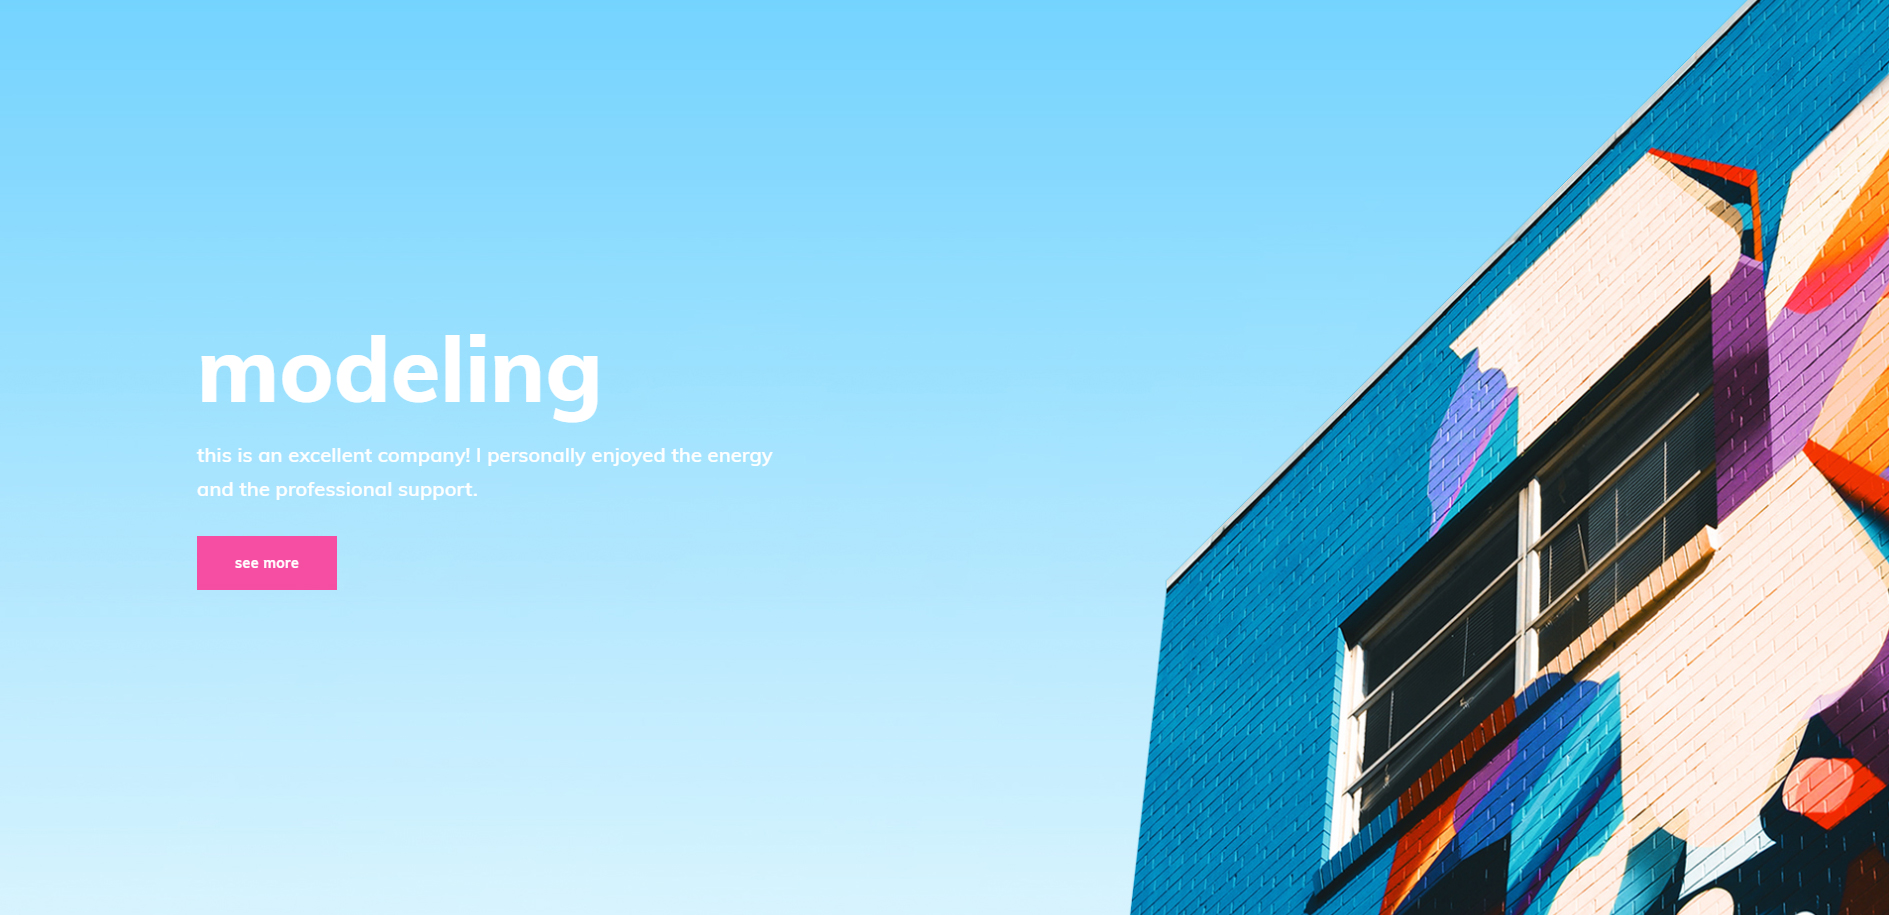 modeling
this is an excellent company! I personally enjoyed the energy
and the professional support.
see more